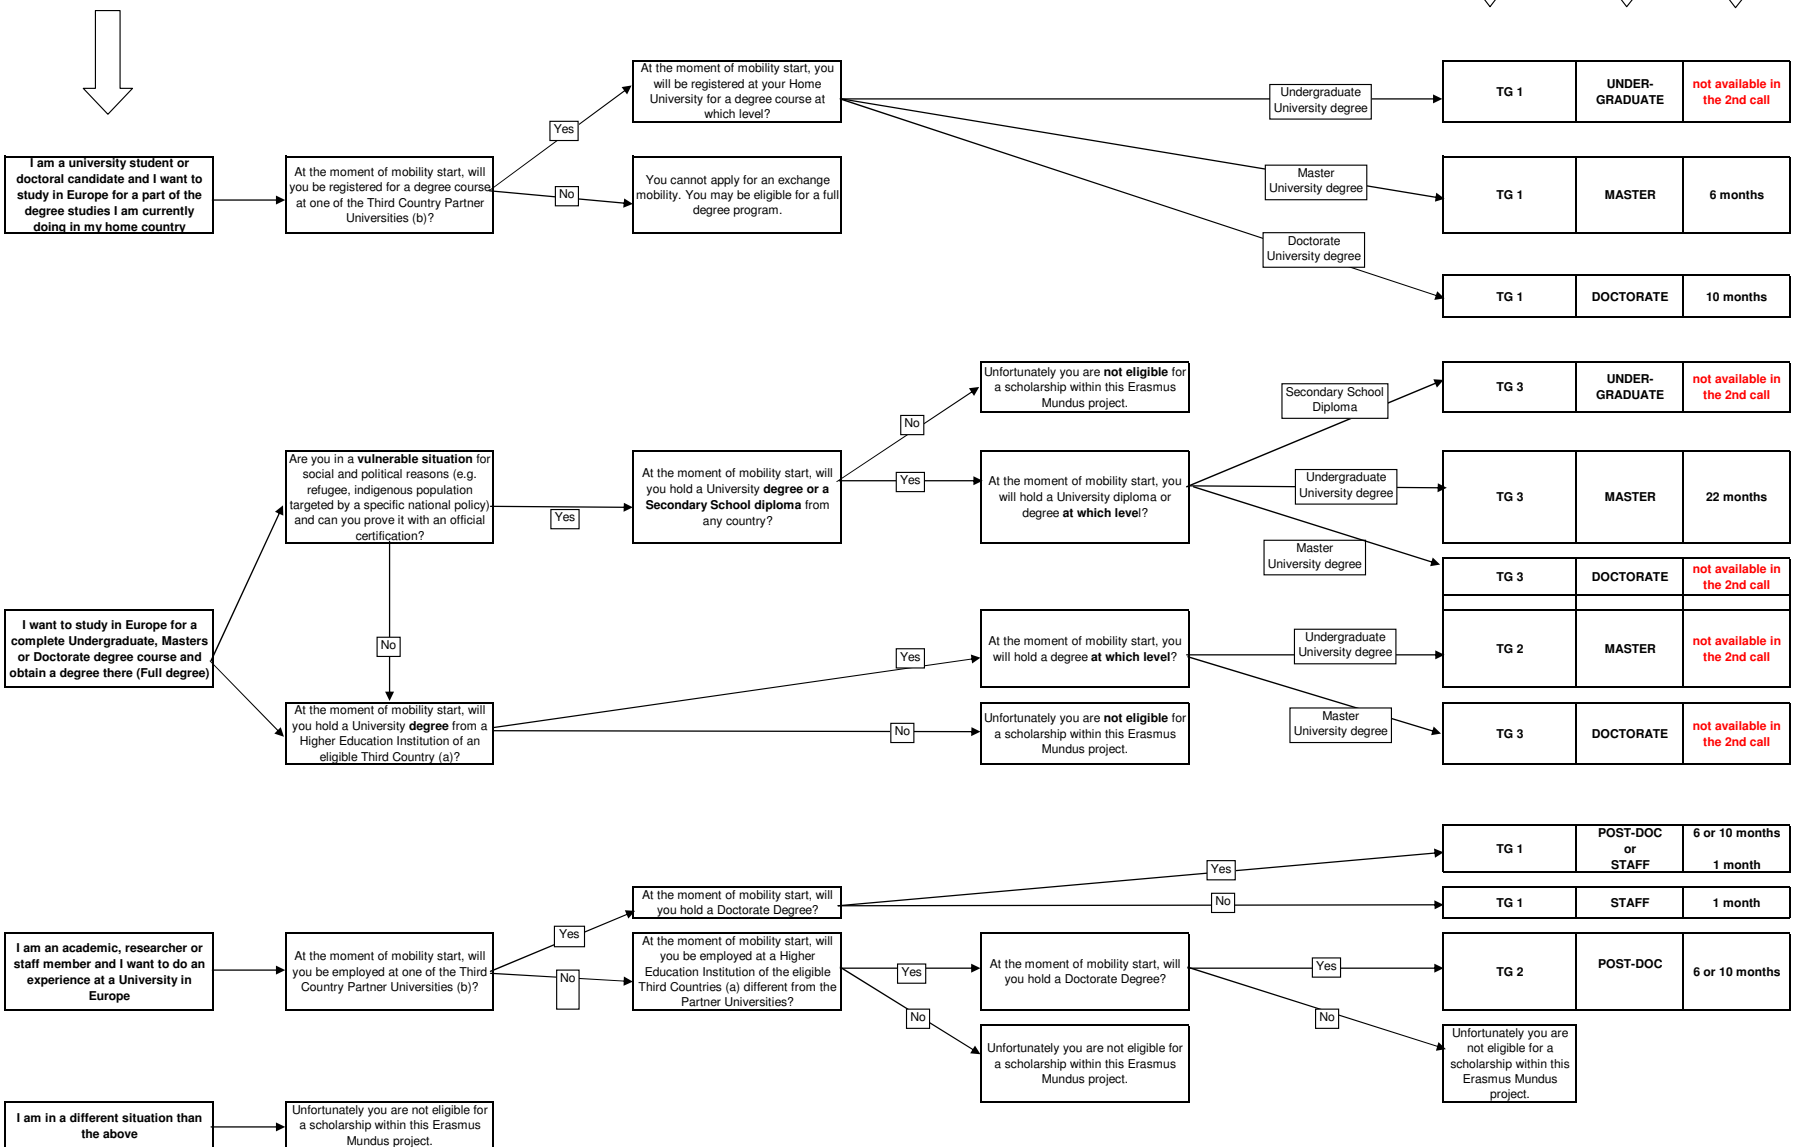 At the moment of mobility start, you
will be registered at your Home
University for a degree course at
which level?
Undergraduate
University degree
TG 1
UNDER-
GRADUATE
not available in
the 2nd call
Yes
I am a university student or
doctoral candidate and I want to
study in Europe for a part of the
degree studies I am currently
doing in my home country
At the moment of mobility start, will
you be registered for a degree course
at one of the Third Country Partner
Universities (b)?
No
You cannot apply for an exchange
mobility. You may be eligible for a full
degree program.
Master
University degree
TG 1
MASTER
6 months
Doctorate
University degree
TG 1
DOCTORATE
10 months
Unfortunately you are not eligible for
a scholarship within this Erasmus
Mundus project.
Secondary School
Diploma
TG 3
UNDER-
GRADUATE
not available in
the 2nd call
No
Are you in a vulnerable situation for
social and political reasons (e.g.
refugee, indigenous population
targeted by a specific national policy)
and can you prove it with an official
certification?
Yes
At the moment of mobility start, will
you hold a University degree or a
Secondary School diploma from
any country?
Yes
At the moment of mobility start, you
will hold a University diploma or
degree at which level?
Undergraduate
University degree
TG 3
MASTER
22 months
Master
University degree
TG 3
DOCTORATE
not available in
the 2nd call
I want to study in Europe for a
complete Undergraduate, Masters
or Doctorate degree course and
obtain a degree there (Full degree)
No
Yes
At the moment of mobility start, you
will hold a degree at which level?
Undergraduate
University degree
TG 2
MASTER
not available in
the 2nd call
At the moment of mobility start, will
you hold a University degree from a
Higher Education Institution of an
eligible Third Country (a)?
No
Unfortunately you are not eligible for
a scholarship within this Erasmus
Mundus project.
Master
University degree
TG 3
DOCTORATE
not available in
the 2nd call
TG 1
POST-DOC
or
STAFF
6 or 10 months
1 month
Yes
At the moment of mobility start, will
you hold a Doctorate Degree?
No
TG 1
STAFF
1 month
Yes
I am an academic, researcher or
staff member and I want to do an
experience at a University in
Europe
At the moment of mobility start, will
you be employed at one of the Third
Country Partner Universities (b)?
No
At the moment of mobility start, will
you be employed at a Higher
Education Institution of the eligible
Third Countries (a) different from the
Partner Universities?
Yes
At the moment of mobility start, will
you hold a Doctorate Degree?
Yes
TG 2
POST-DOC
6 or 10 months
No
Unfortunately you are not eligible for
a scholarship within this Erasmus
Mundus project.
No
Unfortunately you are
not eligible for a
scholarship within this
Erasmus Mundus
project.
I am in a different situation than
the above
Unfortunately you are not eligible for
a scholarship within this Erasmus
Mundus project.